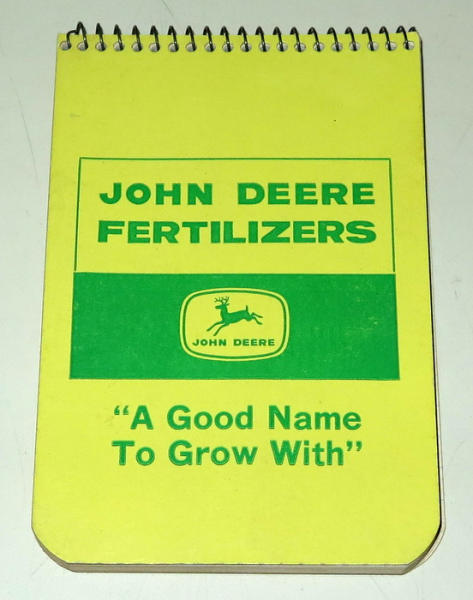 JOHN DEERE
FERTILIZERS
JOHN DEERE
“A Good Name
To Grow With”